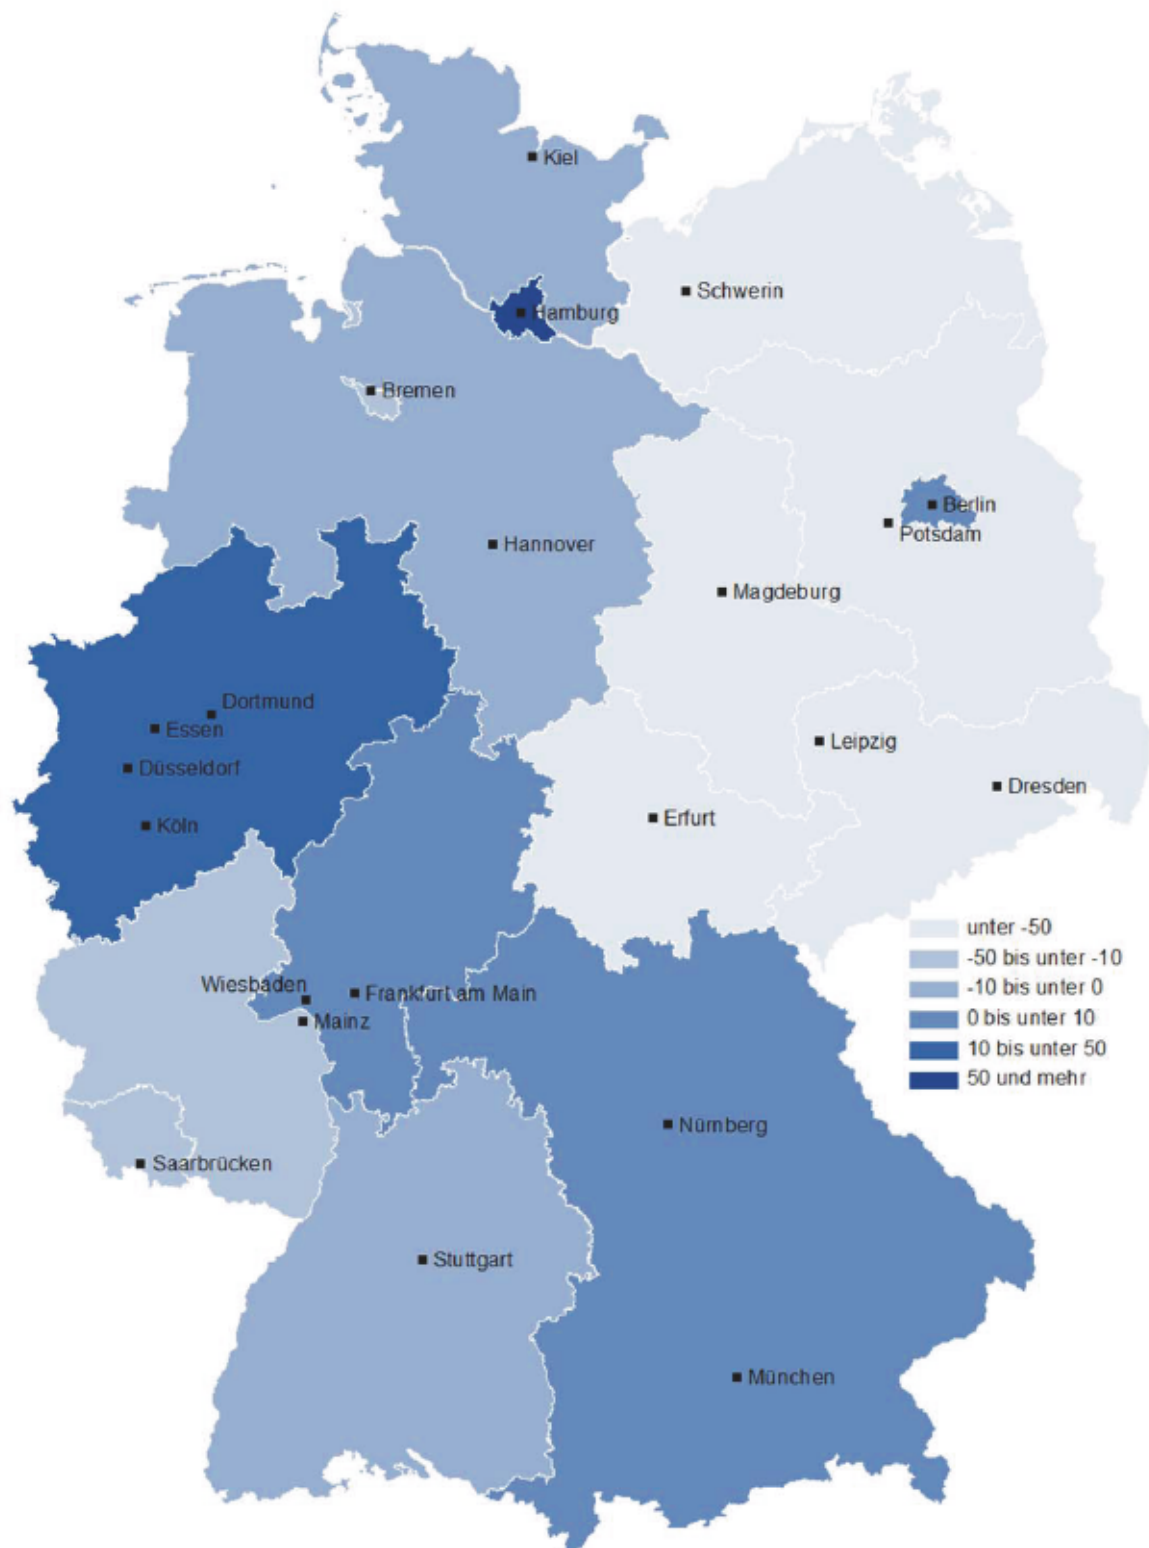 Kiel
Schwerin
Hamburg
Bremen
Berlin
Potsdam
Hannover
Magdeburg
Dortmund
Essen
Leipzig
Düsseldorf
Dresden
Erfurt
Köln
unter -50
-50 bis unter -10
-10 bis unter 0
0 bis unter 10
10 bis unter 50
50 und mehr
Wiesbaden
Frankfurt am Main
Mainz
Nürnberg
Saarbrücken
Stuttgart
München